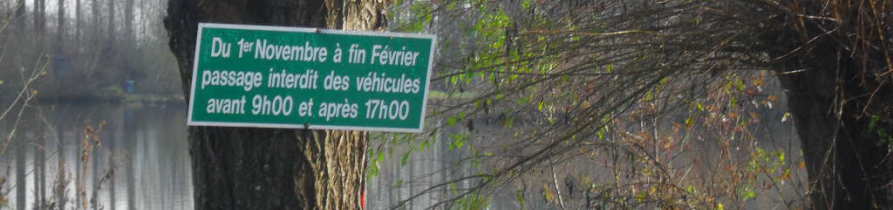 Du 1er Novembre à fin Février
passage interdit des véhicules
avant 9h00 et après 17h00